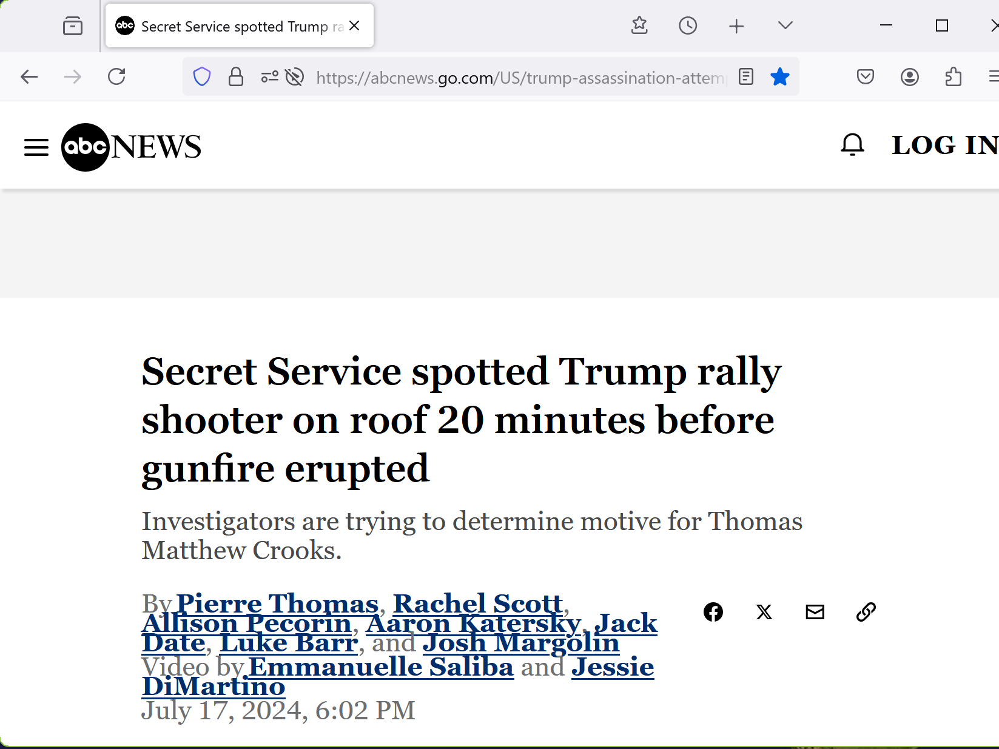 abc Secret Service spotted Trump ra
https://abcnews.go.com/US/trump-assassination-attem
abc NEWS
LOG IN
Secret Service spotted Trump rally
shooter on roof 20 minutes before
gunfire erupted
Investigators are trying to determine motive for Thomas
Matthew Crooks.
By Pierre Thomas, Rachel Scott,
Allison Pecorin, Aaron Katersky, Jack
Date, Luke Barr, and Josh Margolin
Video by Emmanuelle Saliba and Jessie
DiMartino
July 17, 2024, 6:02 PM